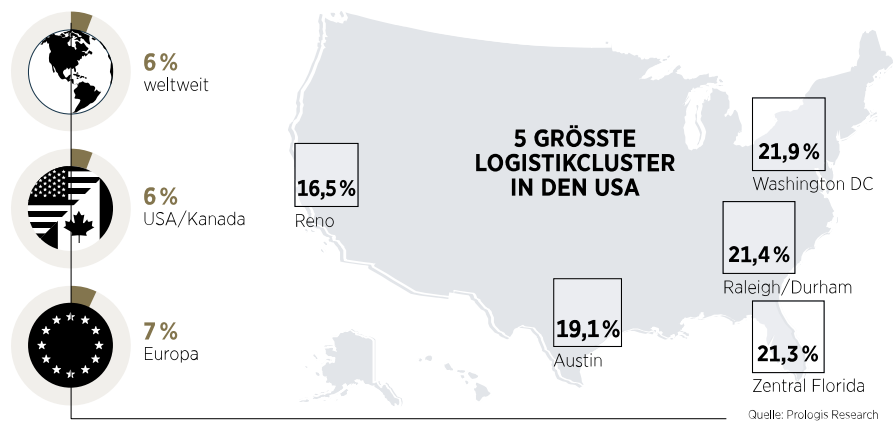 6 %
weltweit
6 %
USA/Kanada
7 %
Europa
5 GRÖSSTE
LOGISTIKCLUSTER
IN DEN USA
16,5 %
Reno
21,9 %
Washington DC
21,4 %
Raleigh/Durham
19,1 %
Austin
21,3 %
Zentral Florida
Quelle: Prologis Research